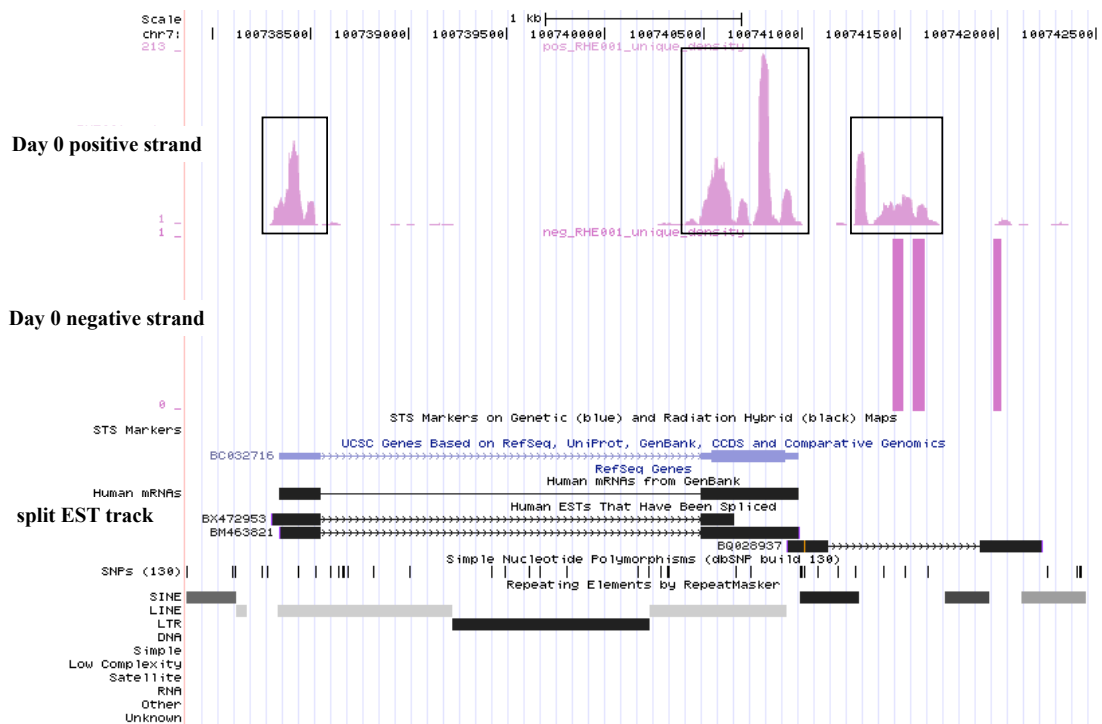 Scale 1 kb
chr7: 100738500 100739000 100739500 100740000 100740500 100741000 100741500 100742000 100742500
pos_RHE001_unique_density
213 _
Day 0 positive strand
1 _
neg_RHE001_unique_density
1 _
Day 0 negative strand
0 _
STS Markers on Genetic (blue) and Radiation Hybrid (black) Maps
STS Markers
UCSC Genes Based on RefSeq, UniProt, GenBank, CCDS and Comparative Genomics
BC032716
RefSeq Genes
Human mRNAs from GenBank
Human mRNAs
split EST track
Human ESTs That Have Been Spliced
BX472953
BM463821
BQ028937
Simple Nucleotide Polymorphisms (dbSNP build 130)
SNPs (130)
Repeating Elements by RepeatMasker
SINE
LINE
LTR
DNA
Simple
Low Complexity
Satellite
RNA
Other
Unknown